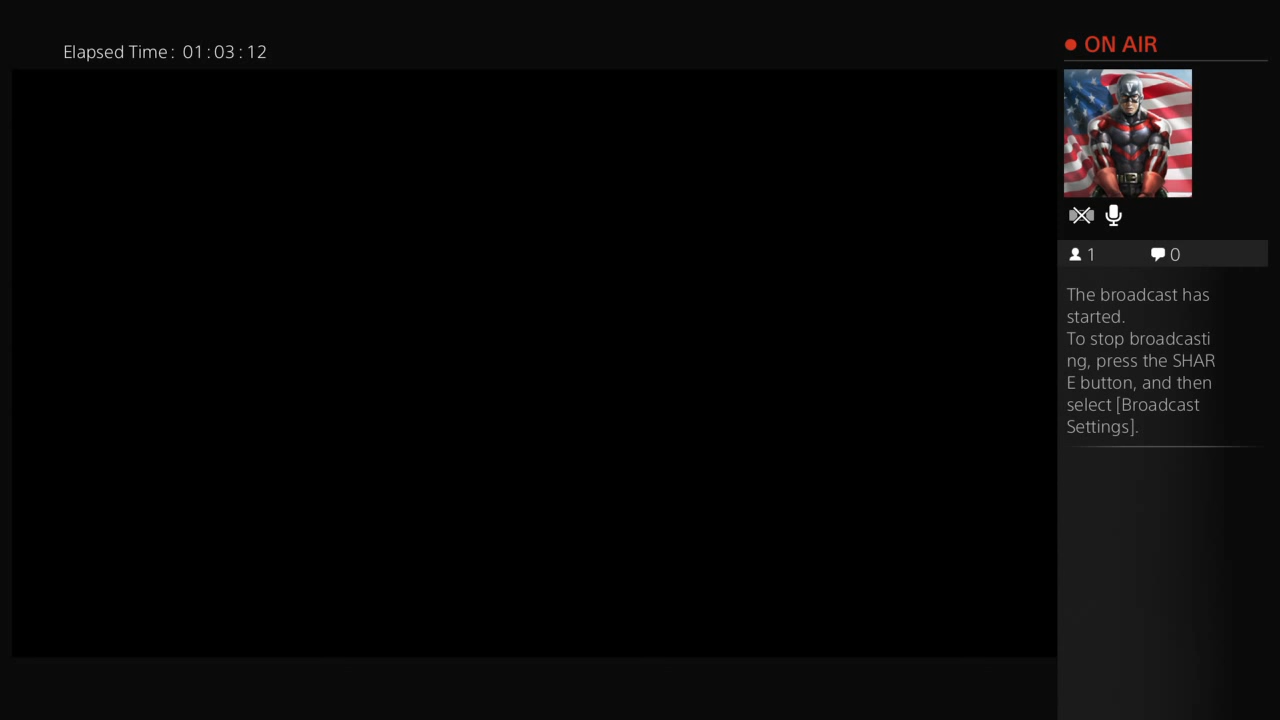 Elapsed Time: 01:03:12
ON AIR
1 0
The broadcast has
started.
To stop broadcasti
ng, press the SHAR
E button, and then
select [Broadcast
Settings].